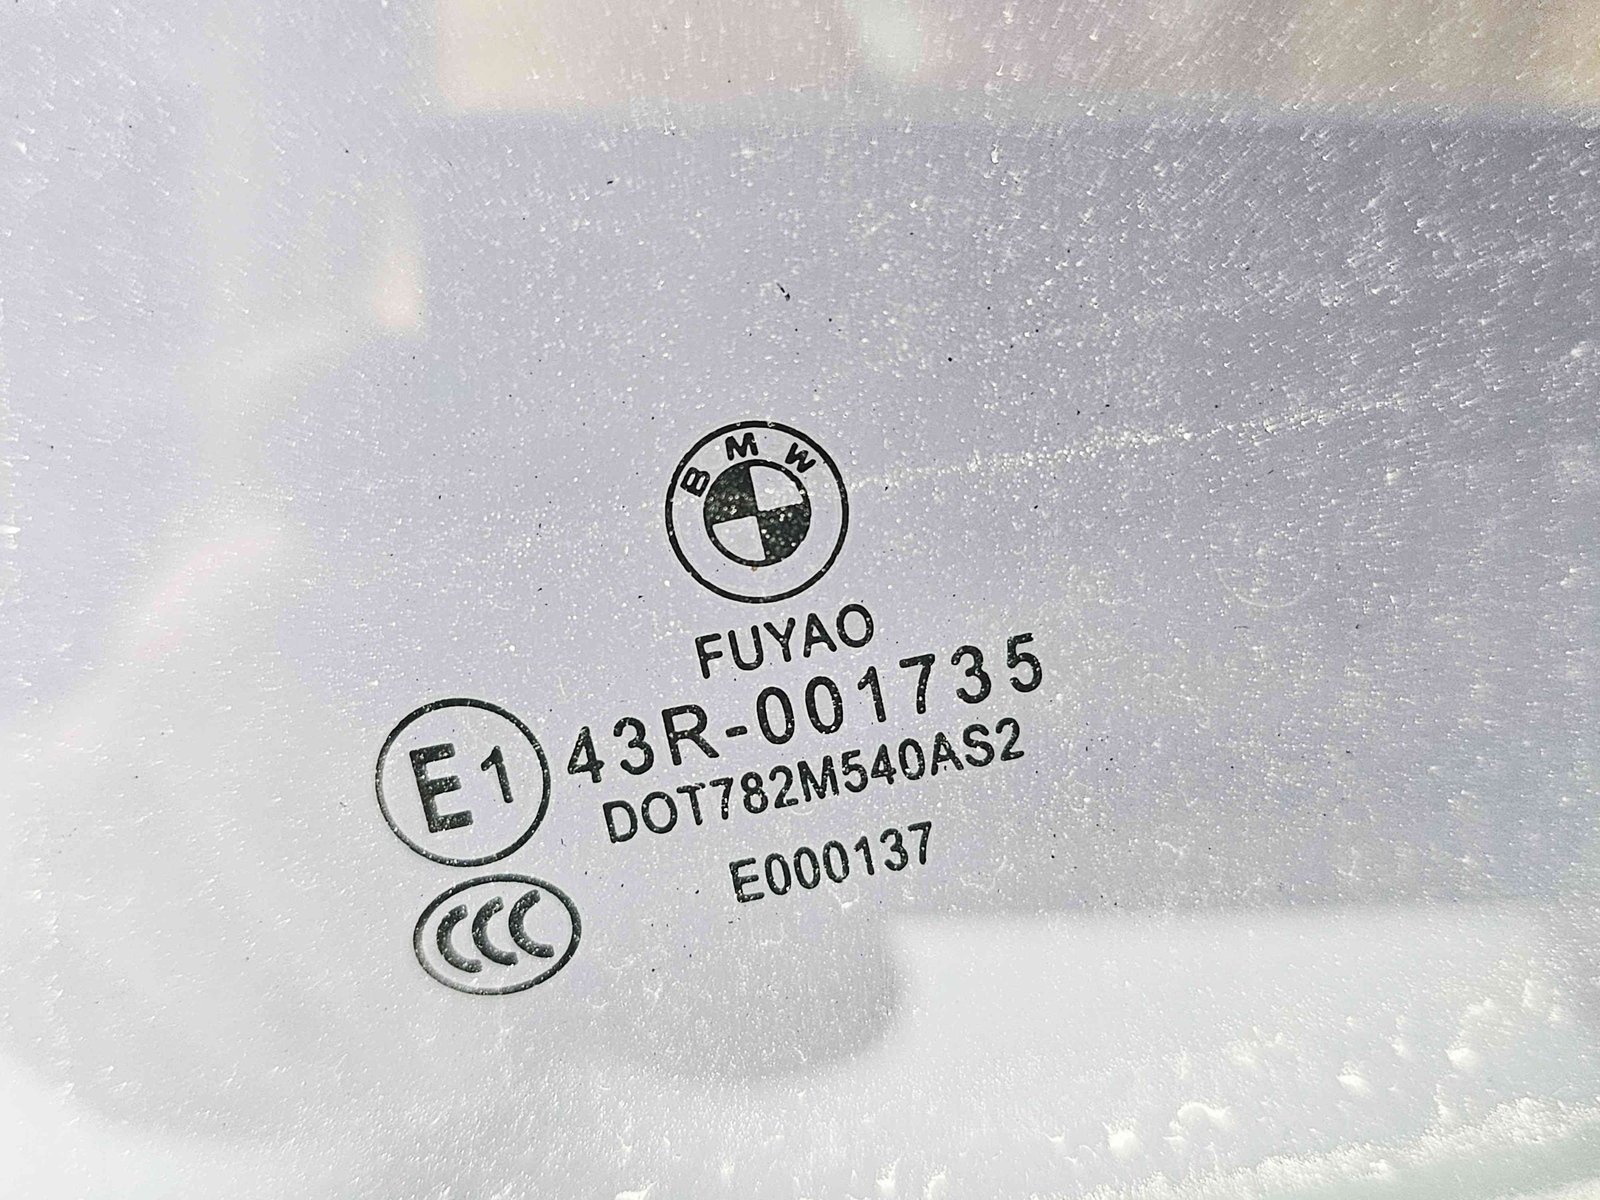 BMW
FUYAO
E1 43R-001735
DOT782M540AS2
E000137
CCC